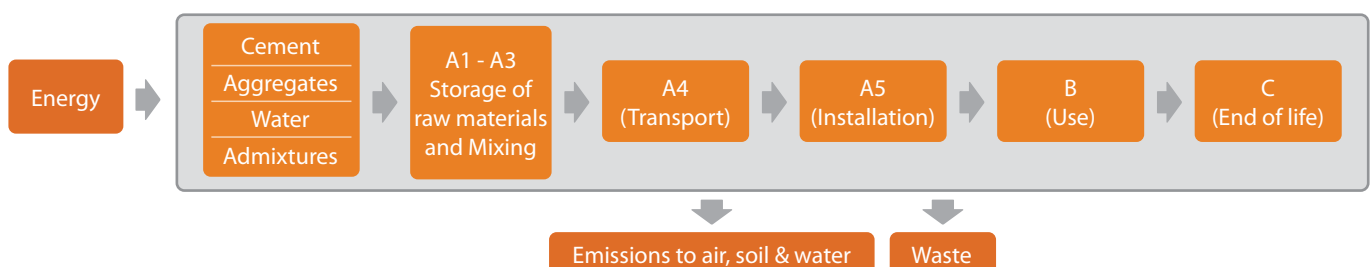 Energy
Cement
Aggregates
Water
Admixtures
A1 - A3
Storage of
raw materials
and Mixing
A4
(Transport)
A5
(Installation)
B
(Use)
C
(End of life)
Emissions to air, soil & water
Waste